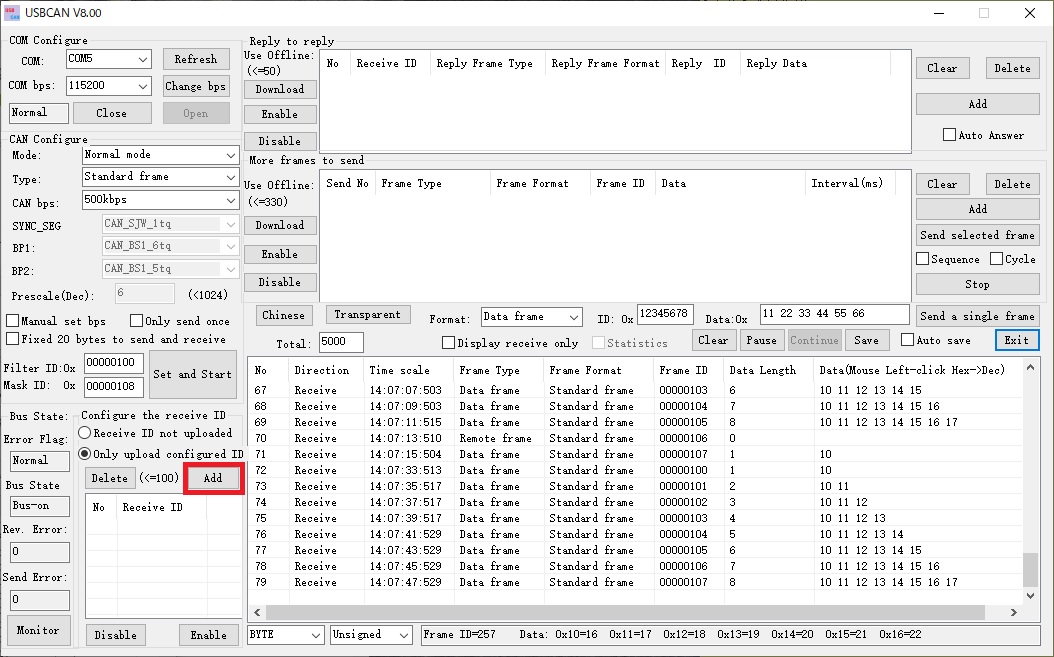 USBCAN V8.00
COM Configure
COM: COM5 Refresh
COM bps: 115200 Change bps
Normal Close Open
CAN Configure
Mode: Normal mode
Type: Standard frame
CAN bps: 500kbps
SYNC_SEG CAN_SJW_1tq
BP1: CAN_BS1_6tq
BP2: CAN_BS1_5tq
Prescale(Dec): 6 (<1024)
Manual set bps Only send once
Fixed 20 bytes to send and receive
Filter ID:0x 00000100
Mask ID: 0x 00000108
Set and Start
Bus State:
Error Flag:
Normal
Bus State
Bus-on
Rev. Error:
0
Send Error:
0
Monitor
Configure the receive ID
Receive ID not uploaded
Only upload configured ID
Delete (<=100) Add
No Receive ID
Disable Enable
Reply to reply
Use Offline:
(<=50)
Download
Enable
Disable
No Receive ID Reply Frame Type Reply Frame Format Reply ID Reply Data
Clear Delete
Add
Auto Answer
More frames to send
Use Offline:
(<=330)
Download
Enable
Disable
Send No Frame Type Frame Format Frame ID Data Interval(ms)
Clear Delete
Add
Send selected frame
Sequence Cycle
Stop
Chinese Transparent Format: Data frame ID: 0x 12345678 Data:0x 11 22 33 44 55 66 Send a single frame
Total: 5000 Display receive only Statistics Clear Pause Continue Save Auto save Exit
No Direction Time scale Frame Type Frame Format Frame ID Data Length Data(Mouse Left-click Hex->Dec)
67 Receive 14:07:07:503 Data frame Standard frame 00000103 6 10 11 12 13 14 15
68 Receive 14:07:09:503 Data frame Standard frame 00000104 7 10 11 12 13 14 15 16
69 Receive 14:07:11:515 Data frame Standard frame 00000105 8 10 11 12 13 14 15 16 17
70 Receive 14:07:13:510 Remote frame Standard frame 00000106 0
71 Receive 14:07:15:504 Data frame Standard frame 00000107 1 10
72 Receive 14:07:33:513 Data frame Standard frame 00000100 1 10
73 Receive 14:07:35:517 Data frame Standard frame 00000101 2 10 11
74 Receive 14:07:37:517 Data frame Standard frame 00000102 3 10 11 12
75 Receive 14:07:39:517 Data frame Standard frame 00000103 4 10 11 12 13
76 Receive 14:07:41:529 Data frame Standard frame 00000104 5 10 11 12 13 14
77 Receive 14:07:43:529 Data frame Standard frame 00000105 6 10 11 12 13 14 15
78 Receive 14:07:45:529 Data frame Standard frame 00000106 7 10 11 12 13 14 15 16
79 Receive 14:07:47:529 Data frame Standard frame 00000107 8 10 11 12 13 14 15 16 17
BYTE Unsigned Frame ID=257 Data: 0x10=16 0x11=17 0x12=18 0x13=19 0x14=20 0x15=21 0x16=22